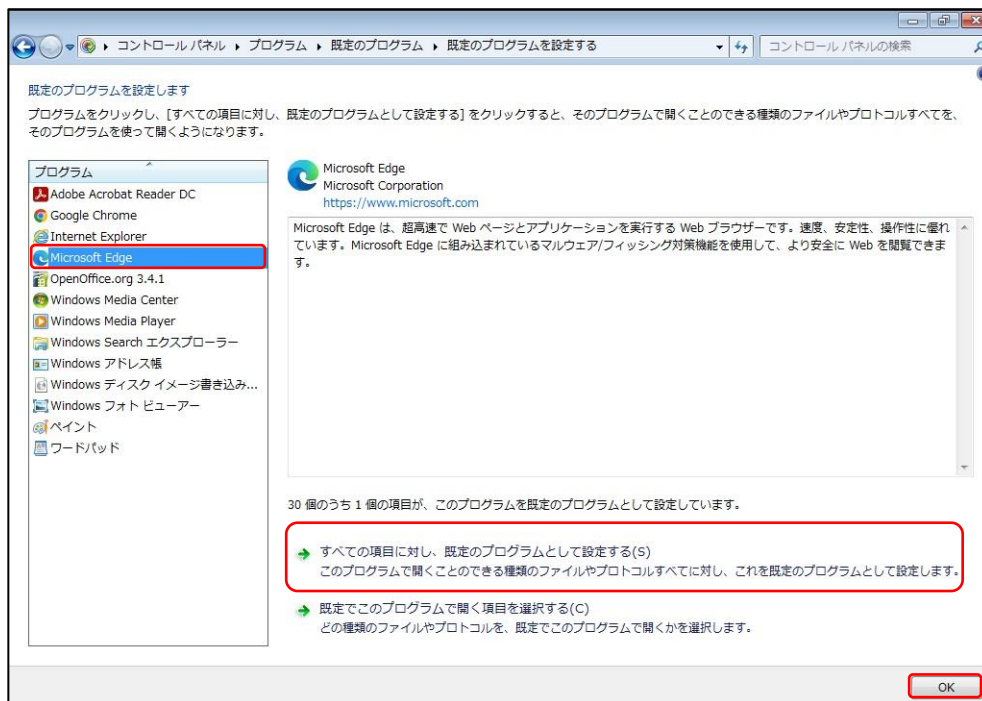 コントロール パネル ▸ プログラム ▸ 既定のプログラム ▸ 既定のプログラムを設定する
コントロール パネルの検索
既定のプログラムを設定します
プログラムをクリックし、[すべての項目に対し、既定のプログラムとして設定する] をクリックすると、そのプログラムで開くことのできる種類のファイルやプロトコルすべてを、
そのプログラムを使って開くようになります。
プログラム
Adobe Acrobat Reader DC
Google Chrome
Internet Explorer
Microsoft Edge
OpenOffice.org 3.4.1
Windows Media Center
Windows Media Player
Windows Search エクスプローラー
Windows アドレス帳
Windows ディスク イメージ書き込み...
Windows フォト ビューアー
ペイント
ワードパッド
Microsoft Edge
Microsoft Corporation
https://www.microsoft.com
Microsoft Edge は、超高速で Web ページとアプリケーションを実行する Web ブラウザーです。速度、安定性、操作性に優れ
ています。Microsoft Edge に組み込まれているマルウェア/フィッシング対策機能を使用して、より安全に Web を閲覧できま
す。
30 個のうち 1 個の項目が、このプログラムを既定のプログラムとして設定しています。
すべての項目に対し、既定のプログラムとして設定する(S)
このプログラムで開くことのできる種類のファイルやプロトコルすべてに対し、これを既定のプログラムとして設定します。
既定でこのプログラムで開く項目を選択する(C)
どの種類のファイルやプロトコルを、既定でこのプログラムで開くかを選択します。
OK